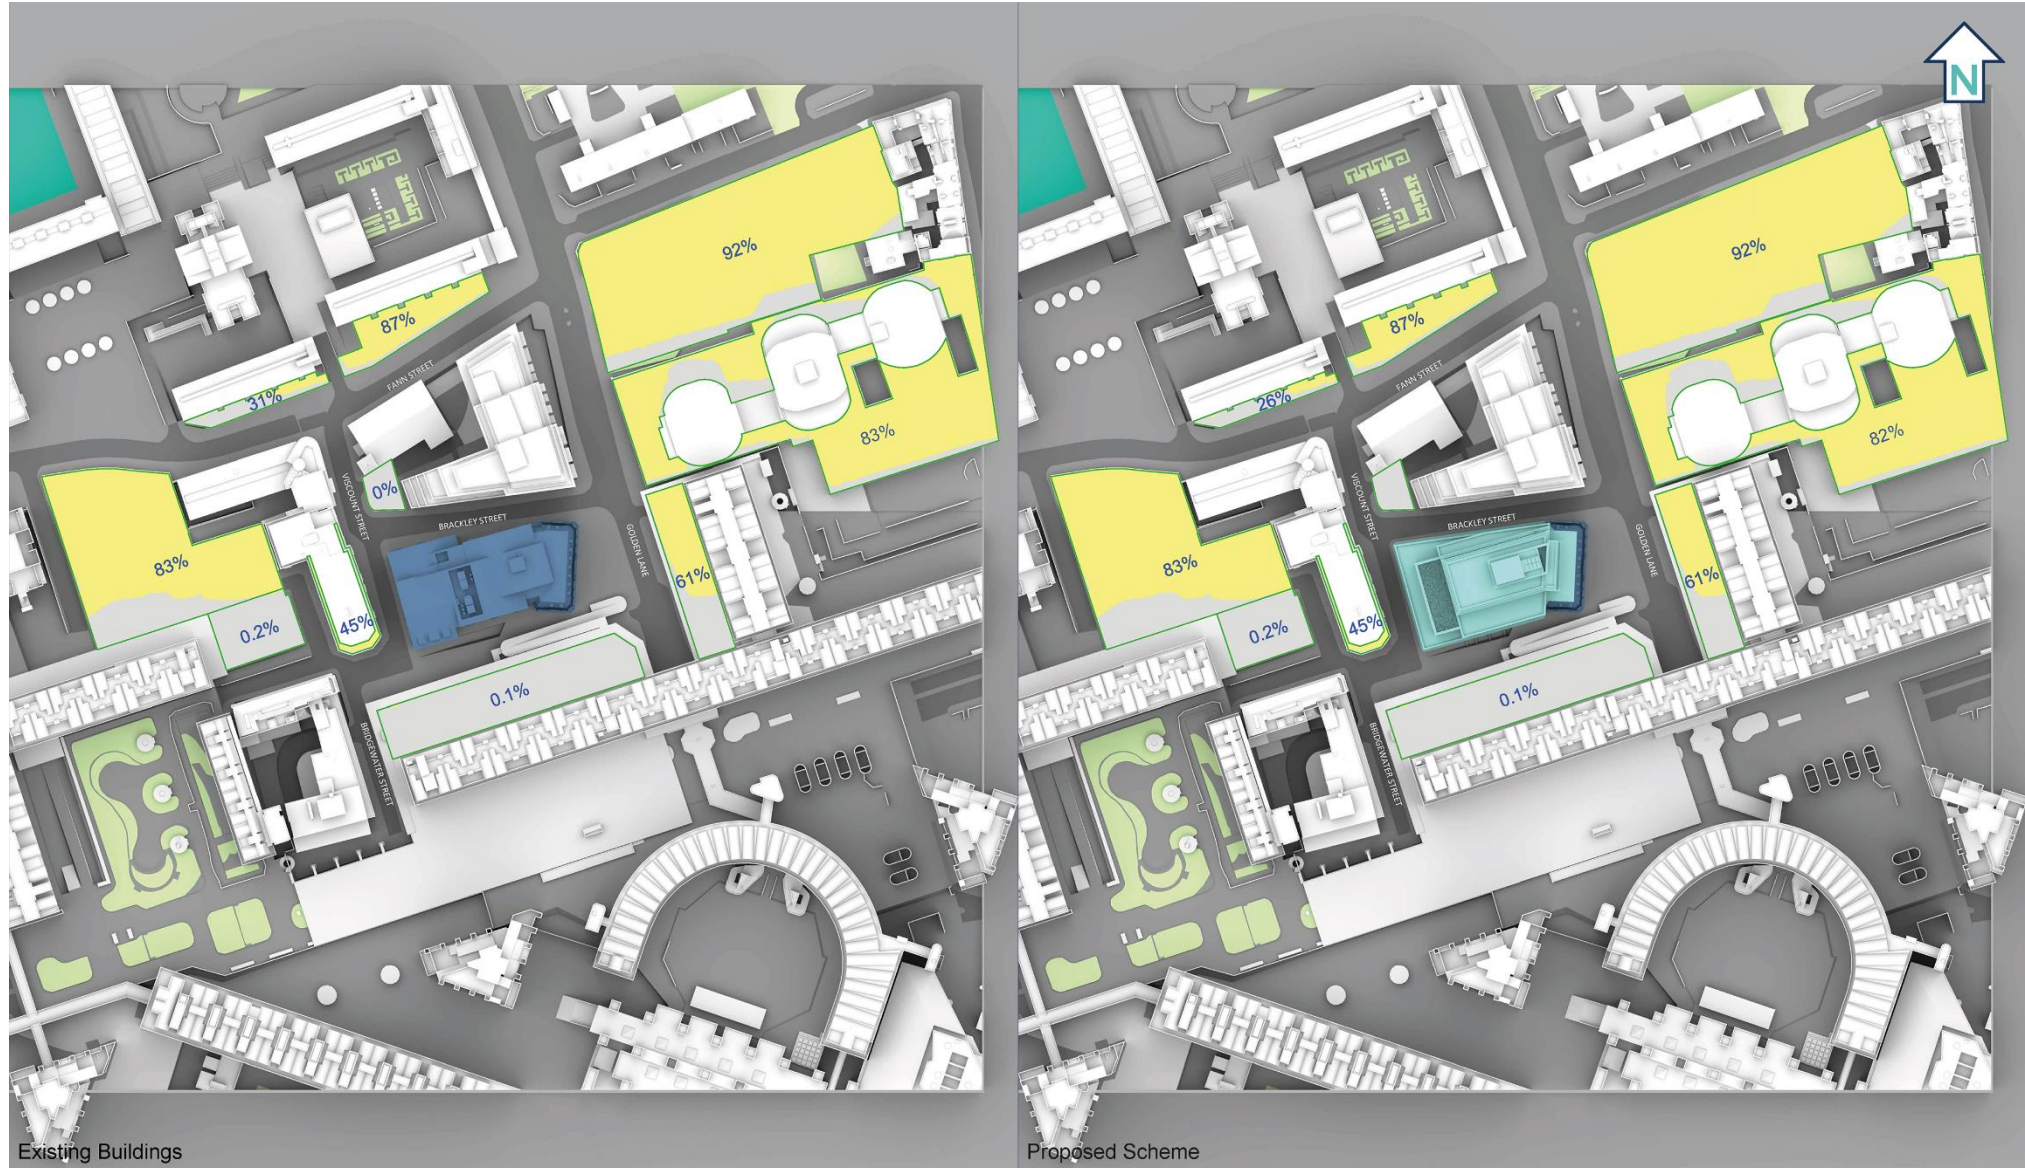 N
92%
87%
FANN STREET
31%
83%
0%
VISCOUNT STREET
BRACKLEY STREET
GOLDEN LANE
83%
61%
45%
0.2%
0.1%
BRIDGEWATER STREET
Existing Buildings
92%
87%
FANN STREET
26%
82%
VISCOUNT STREET
BRACKLEY STREET
GOLDEN LANE
83%
61%
45%
0.2%
0.1%
BRIDGEWATER STREET
Proposed Scheme